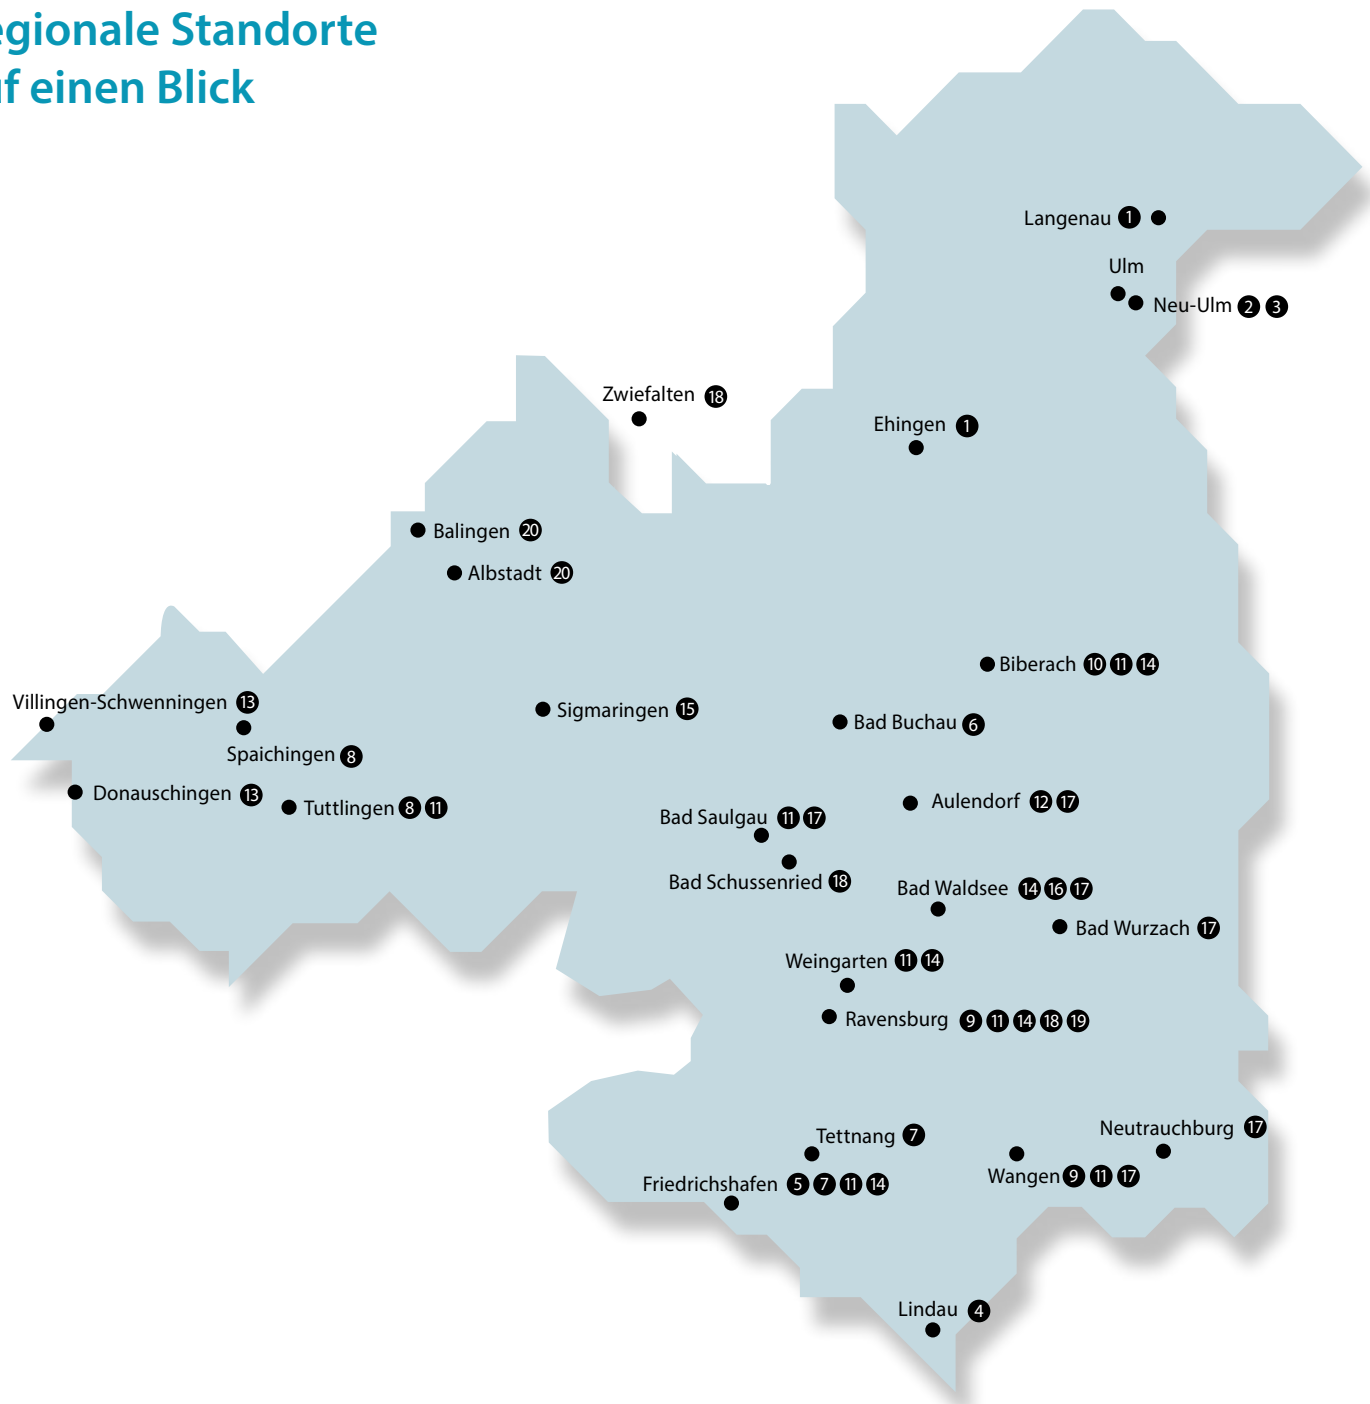 egionale Standorte
uf einen Blick
Langenau 1
Ulm
Neu-Ulm 2 3
Zwiefalten 18
Ehingen 1
Balingen 20
Albstadt 20
Biberach 10 11 14
Villingen-Schwenningen 13
Sigmaringen 15
Bad Buchau 6
Spaichingen 8
Donauschingen 13
Tuttlingen 8 11
Aulendorf 12 17
Bad Saulgau 11 17
Bad Schussenried 18
Bad Waldsee 14 16 17
Bad Wurzach 17
Weingarten 11 14
Ravensburg 9 11 14 18 19
Neutrauchburg 17
Tettnang 7
Wangen 9 11 17
Friedrichshafen 5 7 11 14
Lindau 4